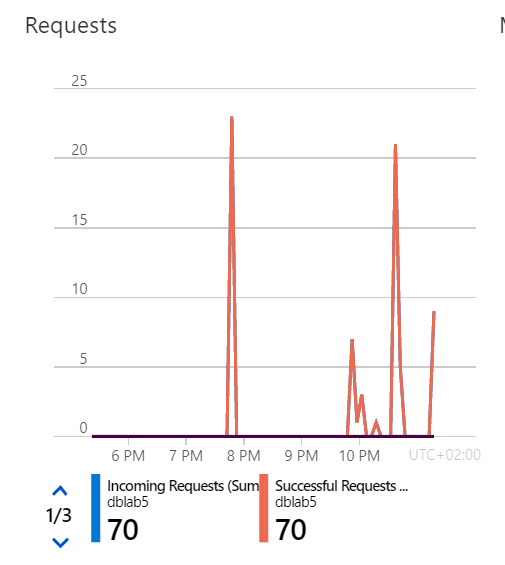 Requests
25
20
15
10
5
0
6 PM 7 PM 8 PM 9 PM 10 PM UTC+02:00
1/3
Incoming Requests (Sum
dblab5
70
Successful Requests ...
dblab5
70